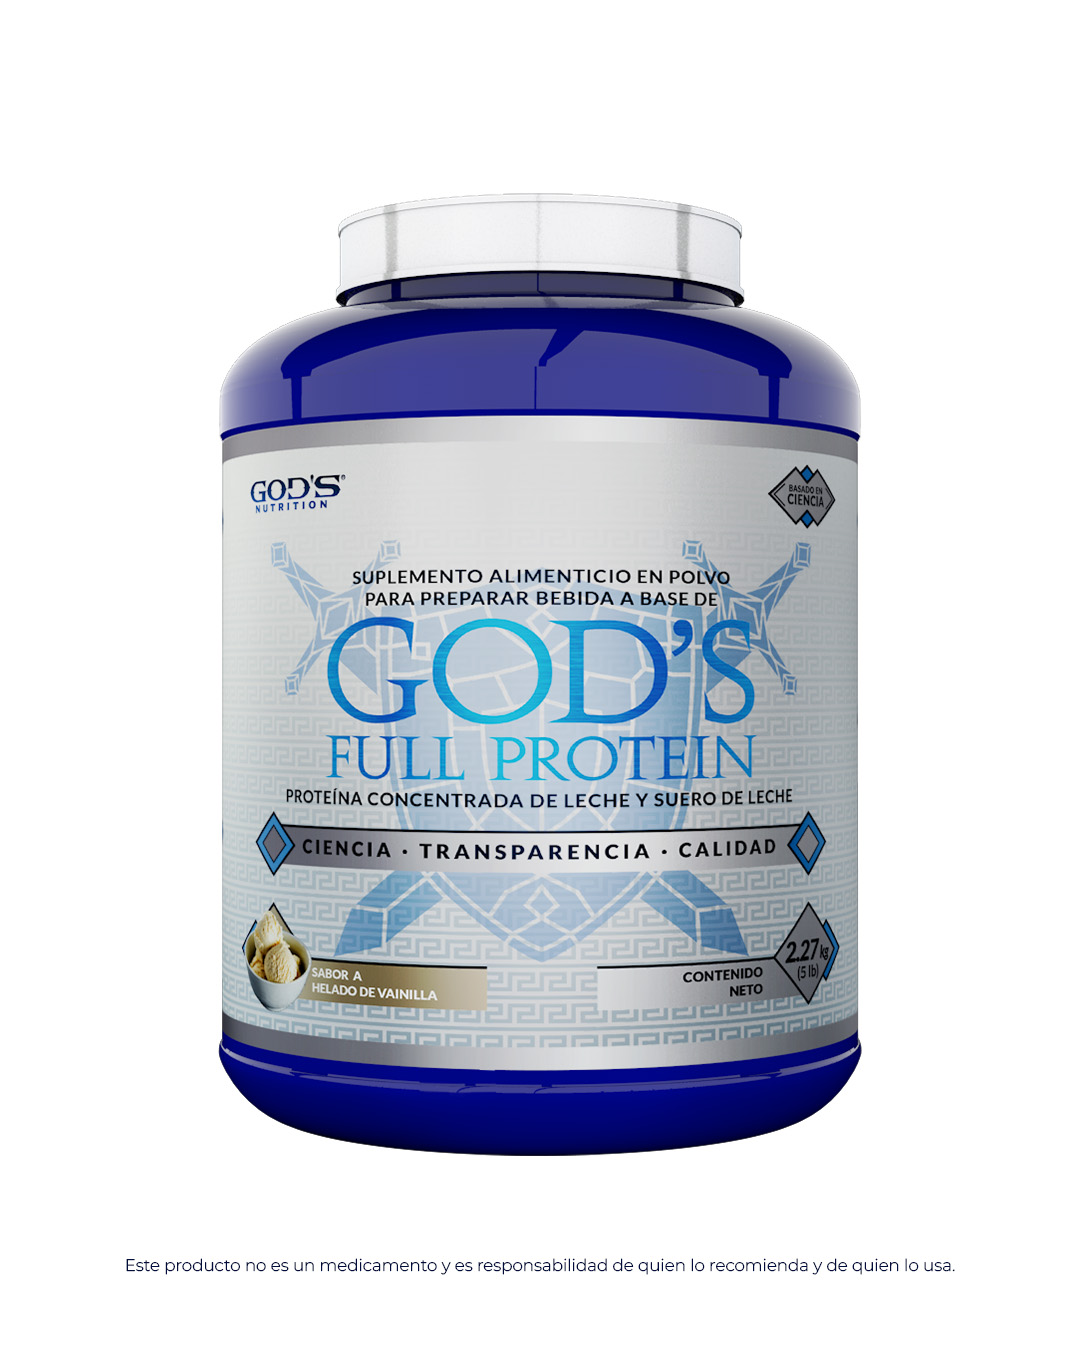 GOD'S®
NUTRITION
BASADO EN
CIENCIA
SUPLEMENTO ALIMENTICIO EN POLVO
PARA PREPARAR BEBIDA A BASE DE
GOD'S
FULL PROTEIN
PROTEÍNA CONCENTRADA DE LECHE Y SUERO DE LECHE
CIENCIA · TRANSPARENCIA · CALIDAD
SABOR A
HELADO DE VAINILLA
CONTENIDO
NETO
2.27kg
(5 lb)
Este producto no es un medicamento y es responsabilidad de quien lo recomienda y de quien lo usa.